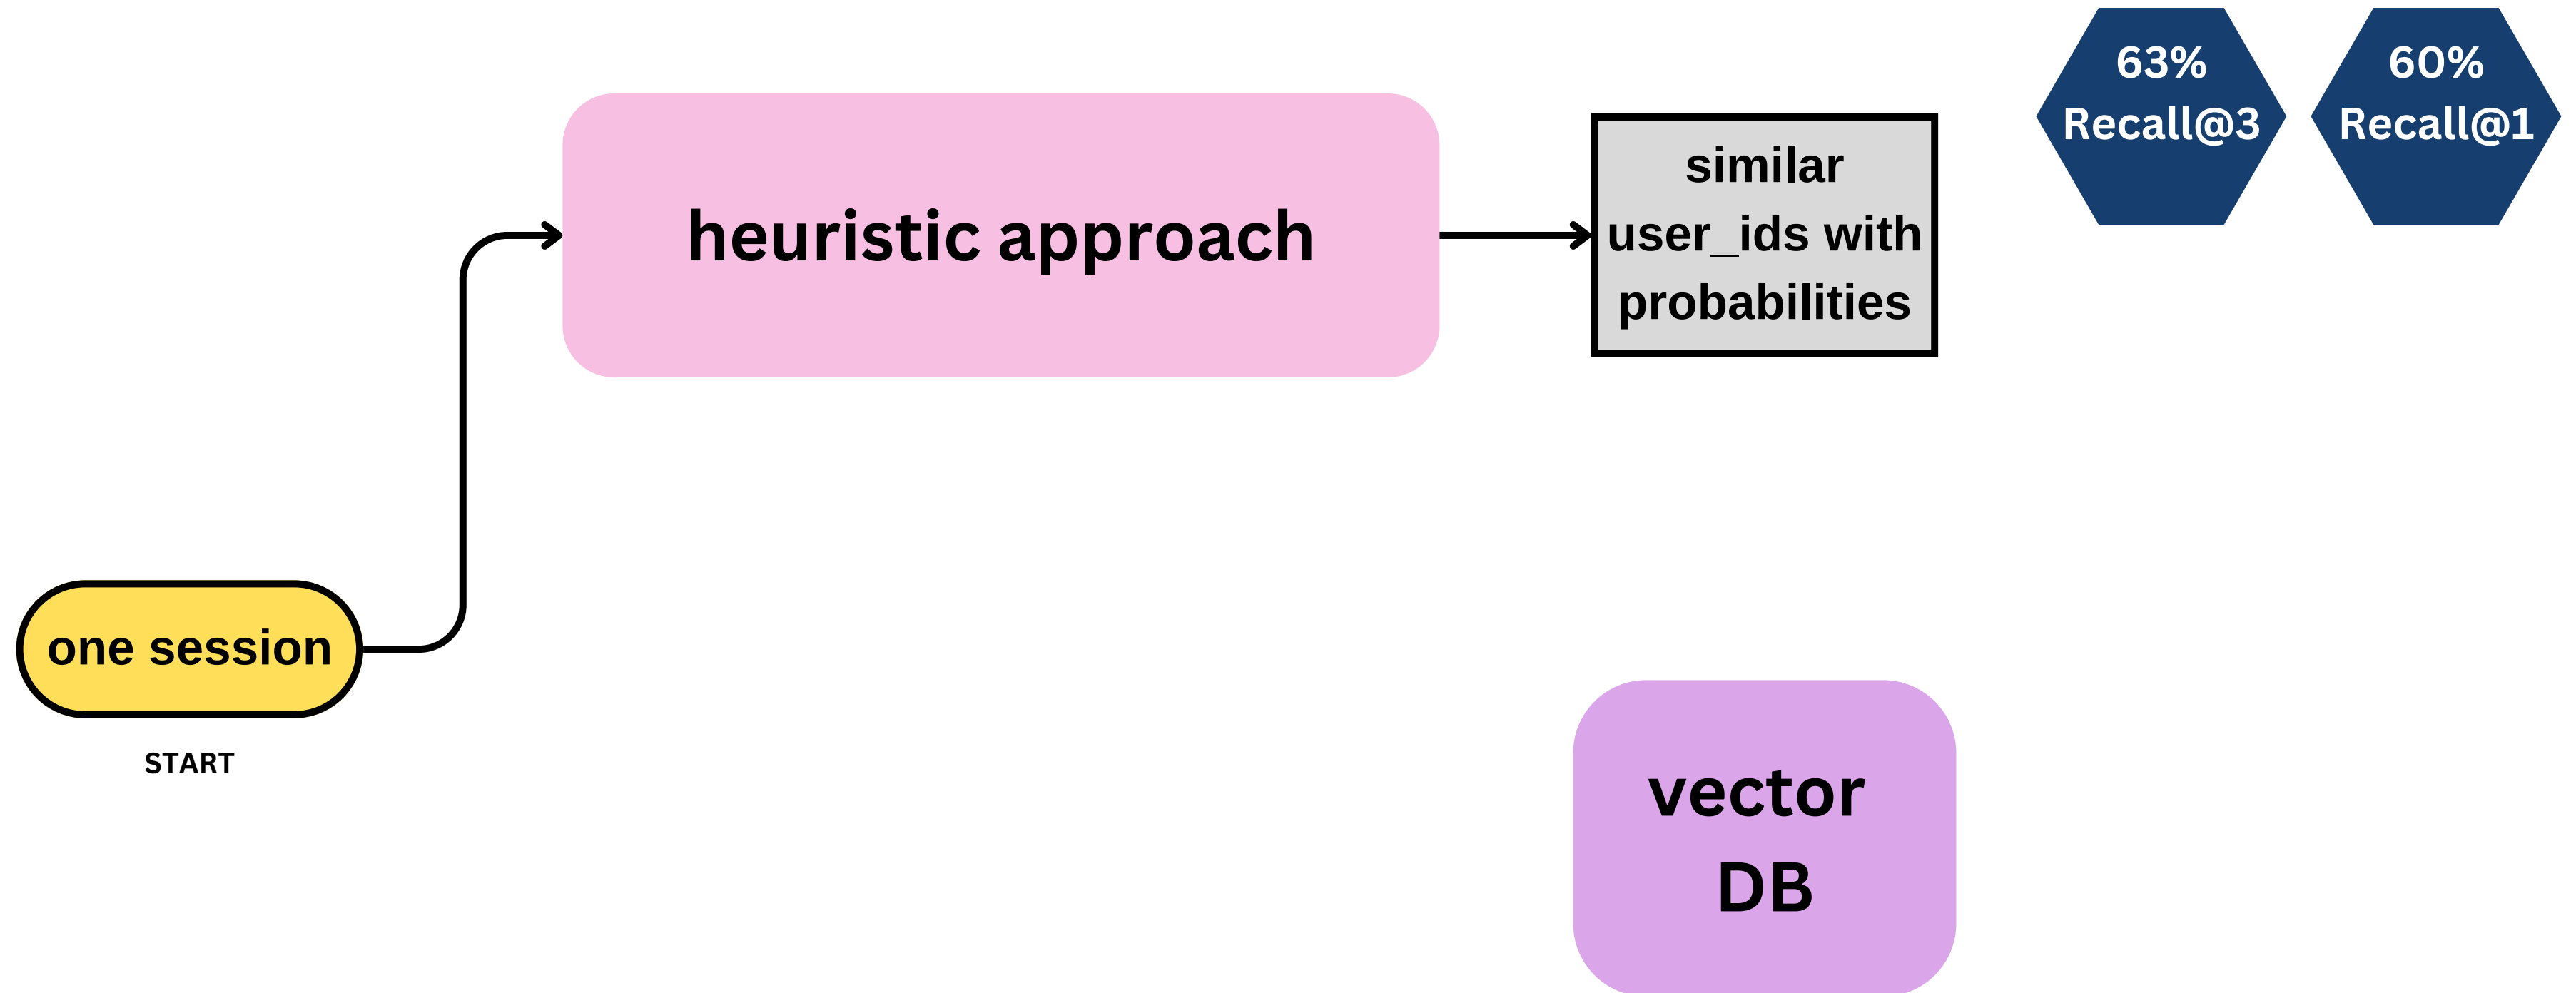 63%
Recall@3
60%
Recall@1
heuristic approach
similar
user_ids with
probabilities
one session
START
vector
DB